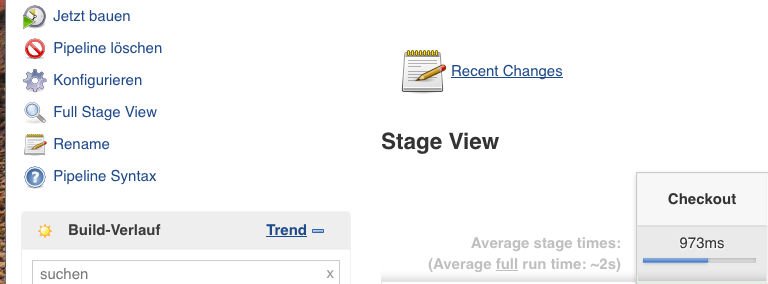 Jetzt bauen
Pipeline löschen
Konfigurieren
Full Stage View
Rename
Pipeline Syntax
Build-Verlauf Trend
suchen x
Recent Changes
Stage View
Checkout
Average stage times: 973ms
(Average full run time: ~2s)